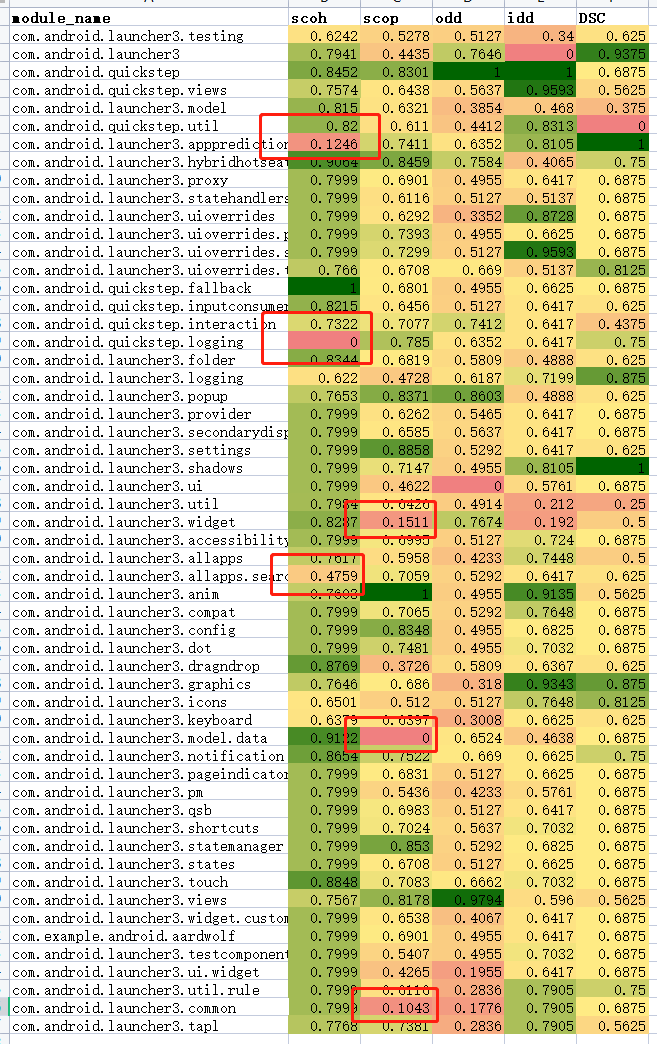 module_name scoh scop odd idd DSC
com.android.launcher3.testing 0.6242 0.5278 0.5127 0.34 0.625
com.android.launcher3 0.7941 0.4435 0.7646 0 0.9375
com.android.quickstep 0.8452 0.8301 1 1 0.6875
com.android.quickstep.views 0.7574 0.6438 0.5637 0.9593 0.5625
com.android.launcher3.model 0.815 0.6321 0.3854 0.468 0.375
com.android.quickstep.util 0.82 0.611 0.4412 0.8313 0
com.android.launcher3.appprediction 0.1246 0.7411 0.6352 0.8105 1
com.android.launcher3.hybridhotsea 0.9064 0.8459 0.7584 0.4065 0.75
com.android.launcher3.proxy 0.7999 0.6901 0.4955 0.6417 0.6875
com.android.launcher3.statehandlers 0.7999 0.6116 0.5127 0.5137 0.6875
com.android.launcher3.uioverrides 0.7999 0.6292 0.3352 0.8728 0.6875
com.android.launcher3.uioverrides.p 0.7999 0.7393 0.4955 0.6625 0.6875
com.android.launcher3.uioverrides.s 0.7999 0.7299 0.5127 0.9593 0.6875
com.android.launcher3.uioverrides.t 0.766 0.6708 0.669 0.5137 0.8125
com.android.quickstep.fallback 1 0.6801 0.4955 0.6625 0.6875
com.android.quickstep.inputconsumer 0.8215 0.6456 0.5127 0.6417 0.625
com.android.quickstep.interaction 0.7322 0.7077 0.7412 0.6417 0.4375
com.android.quickstep.logging 0 0.785 0.6352 0.6417 0.75
com.android.launcher3.folder 0.8344 0.6819 0.5809 0.4888 0.625
com.android.launcher3.logging 0.622 0.4728 0.6187 0.7199 0.875
com.android.launcher3.popup 0.7653 0.8371 0.8603 0.4888 0.625
com.android.launcher3.provider 0.7999 0.6262 0.5465 0.6417 0.6875
com.android.launcher3.secondarydisp 0.7999 0.6585 0.5637 0.6417 0.6875
com.android.launcher3.settings 0.7999 0.8858 0.5292 0.6417 0.625
com.android.launcher3.shadows 0.7999 0.7147 0.4955 0.8105 1
com.android.launcher3.ui 0.7999 0.4622 0 0.5761 0.6875
com.android.launcher3.util 0.7984 0.6426 0.4914 0.212 0.25
com.android.launcher3.widget 0.8287 0.1511 0.7674 0.192 0.5
com.android.launcher3.accessibility 0.7999 0.6995 0.5127 0.724 0.6875
com.android.launcher3.allapps 0.7617 0.5958 0.4233 0.7448 0.5
com.android.launcher3.allapps.sear 0.4759 0.7059 0.5292 0.6417 0.625
com.android.launcher3.anim 0.7603 1 0.4955 0.9135 0.5625
com.android.launcher3.compat 0.7999 0.7065 0.5292 0.7648 0.6875
com.android.launcher3.config 0.7999 0.8348 0.4955 0.6825 0.6875
com.android.launcher3.dot 0.7999 0.7481 0.4955 0.7032 0.6875
com.android.launcher3.dragndrop 0.8769 0.3726 0.5809 0.6367 0.625
com.android.launcher3.graphics 0.7646 0.686 0.318 0.9343 0.875
com.android.launcher3.icons 0.6501 0.512 0.5127 0.7648 0.8125
com.android.launcher3.keyboard 0.6379 0.6397 0.3008 0.6625 0.625
com.android.launcher3.model.data 0.9132 0 0.6524 0.4638 0.6875
com.android.launcher3.notification 0.8654 0.7522 0.669 0.6625 0.75
com.android.launcher3.pageindicator 0.7999 0.6831 0.5127 0.6625 0.6875
com.android.launcher3.pm 0.7999 0.5436 0.4233 0.5761 0.6875
com.android.launcher3.qsb 0.7999 0.6983 0.5127 0.6417 0.6875
com.android.launcher3.shortcuts 0.7999 0.7024 0.5637 0.7032 0.6875
com.android.launcher3.statemanager 0.7999 0.853 0.5292 0.6825 0.6875
com.android.launcher3.states 0.7999 0.6708 0.5127 0.6625 0.6875
com.android.launcher3.touch 0.8848 0.7083 0.6662 0.7032 0.6875
com.android.launcher3.views 0.7567 0.8178 0.9794 0.596 0.5625
com.android.launcher3.widget.custom 0.7999 0.6538 0.4067 0.6417 0.6875
com.example.android.aardwolf 0.7999 0.6901 0.4955 0.6417 0.6875
com.android.launcher3.testcomponent 0.7999 0.5407 0.4955 0.7032 0.6875
com.android.launcher3.ui.widget 0.7999 0.4265 0.1955 0.6417 0.6875
com.android.launcher3.util.rule 0.7999 0.6116 0.2836 0.7905 0.75
com.android.launcher3.common 0.7999 0.1043 0.1776 0.7905 0.6875
com.android.launcher3.tapl 0.7768 0.7381 0.2836 0.7905 0.5625